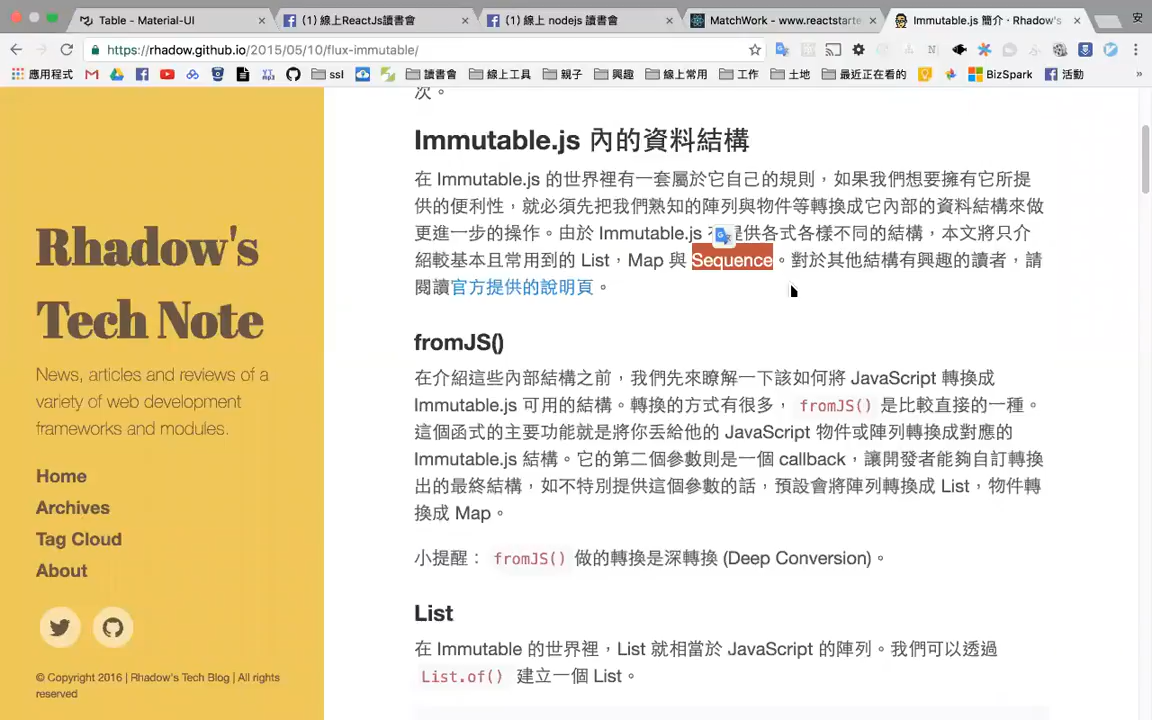 Table - Material-UI
(1) 線上ReactJs讀書會
(1) 線上 nodejs 讀書會
MatchWork - www.reactstarte
Immutable.js 簡介 · Rhadow's
安
https://rhadow.github.io/2015/05/10/flux-immutable/
應用程式
ssl
讀書會
線上工具
親子
興趣
線上常用
工作
土地
最近正在看的
BizSpark
活動
»
次。
Immutable.js 內的資料結構
在 Immutable.js 的世界裡有一套屬於它自己的規則，如果我們想要擁有它所提
供的便利性，就必須先把我們熟知的陣列與物件等轉換成它內部的資料結構來做
更進一步的操作。由於 Immutable.js 提供各式各樣不同的結構，本文將只介
紹較基本且常用到的 List，Map 與 Sequence。對於其他結構有興趣的讀者，請
閱讀官方提供的說明頁。
fromJS()
在介紹這些內部結構之前，我們先來瞭解一下該如何將 JavaScript 轉換成
Immutable.js 可用的結構。轉換的方式有很多， fromJS() 是比較直接的一種。
這個函式的主要功能就是將你丟給他的 JavaScript 物件或陣列轉換成對應的
Immutable.js 結構。它的第二個參數則是一個 callback，讓開發者能夠自訂轉換
出的最終結構，如不特別提供這個參數的話，預設會將陣列轉換成 List，物件轉
換成 Map。
小提醒： fromJS() 做的轉換是深轉換 (Deep Conversion)。
List
在 Immutable 的世界裡，List 就相當於 JavaScript 的陣列。我們可以透過
List.of() 建立一個 List。
Rhadow's
Tech Note
News, articles and reviews of a
variety of web development
frameworks and modules.
Home
Archives
Tag Cloud
About
© Copyright 2016 | Rhadow's Tech Blog | All rights
reserved